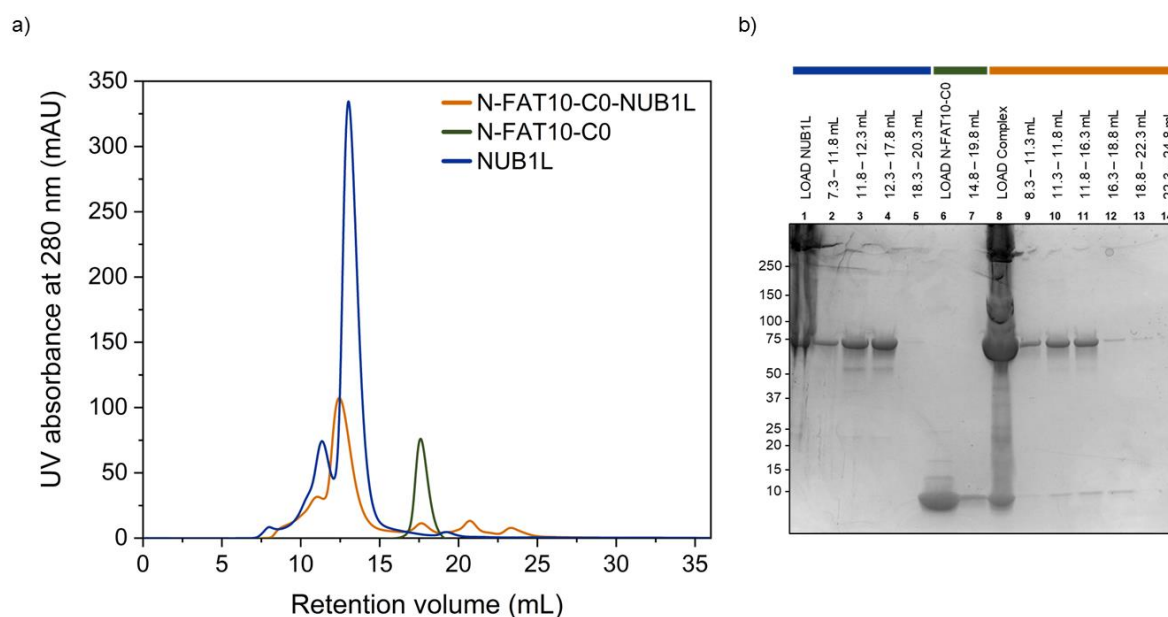 a)
UV absorbance at 280 nm (mAU)
350
300
250
200
150
100
50
0
0
5
10
15
20
25
30
35
Retention volume (mL)
N-FAT10-C0-NUB1L
N-FAT10-C0
NUB1L
b)
LOAD NUB1L
7.3 – 11.8 mL
11.8 – 12.3 mL
12.3 – 17.8 mL
18.3 – 20.3 mL
LOAD N-FAT10-C0
14.8 – 19.8 mL
LOAD Complex
8.3 – 11.3 mL
11.3 – 11.8 mL
11.8 – 16.3 mL
16.3 – 18.8 mL
18.8 – 22.3 mL
22.3 – 24.8 mL
1 2 3 4 5 6 7 8 9 10 11 12 13 14
250
150
100
75
50
37
25
20
15
10